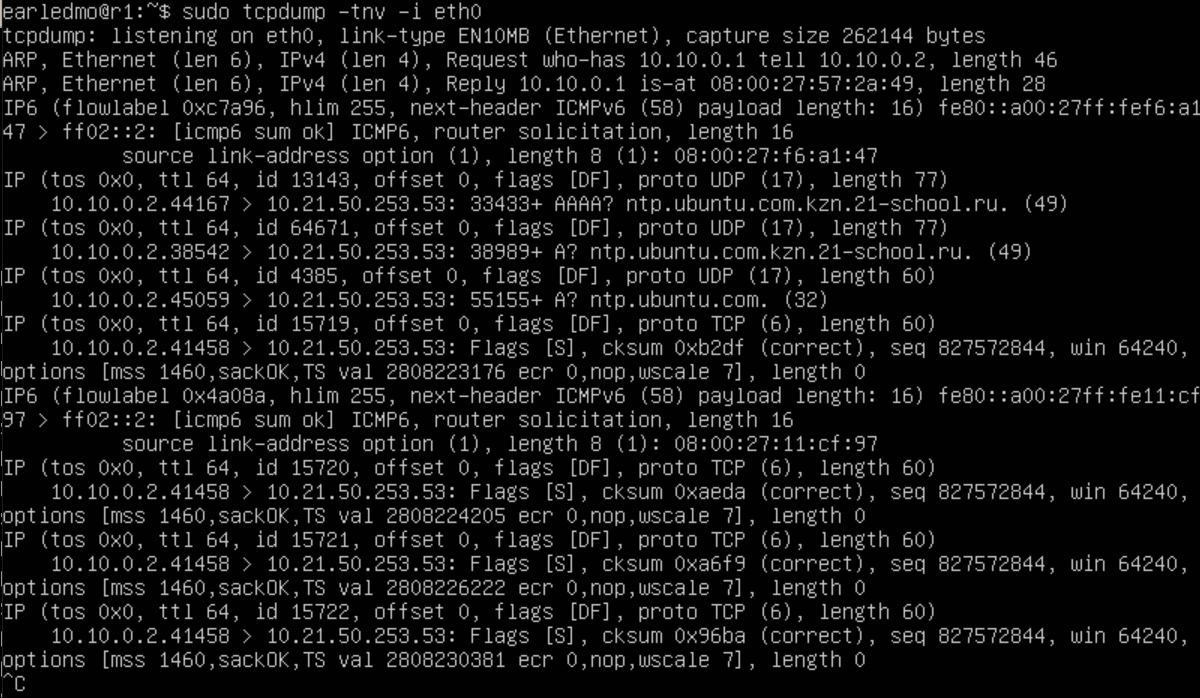 earledmo@r1:~$ sudo tcpdump -tnv -i eth0
tcpdump: listening on eth0, link-type EN10MB (Ethernet), capture size 262144 bytes
ARP, Ethernet (len 6), IPv4 (len 4), Request who-has 10.10.0.1 tell 10.10.0.2, length 46
ARP, Ethernet (len 6), IPv4 (len 4), Reply 10.10.0.1 is-at 08:00:27:57:2a:49, length 28
IP6 (flowlabel 0xc7a96, hlim 255, next-header ICMPv6 (58) payload length: 16) fe80::a00:27ff:fef6:a1
47 > ff02::2: [icmp6 sum ok] ICMP6, router solicitation, length 16
source link-address option (1), length 8 (1): 08:00:27:f6:a1:47
IP (tos 0x0, ttl 64, id 13143, offset 0, flags [DF], proto UDP (17), length 77)
10.10.0.2.44167 > 10.21.50.253.53: 33433+ AAAA? ntp.ubuntu.com.kzn.21-school.ru. (49)
IP (tos 0x0, ttl 64, id 64671, offset 0, flags [DF], proto UDP (17), length 77)
10.10.0.2.38542 > 10.21.50.253.53: 38989+ A? ntp.ubuntu.com.kzn.21-school.ru. (49)
IP (tos 0x0, ttl 64, id 4385, offset 0, flags [DF], proto UDP (17), length 60)
10.10.0.2.45059 > 10.21.50.253.53: 55155+ A? ntp.ubuntu.com. (32)
IP (tos 0x0, ttl 64, id 15719, offset 0, flags [DF], proto TCP (6), length 60)
10.10.0.2.41458 > 10.21.50.253.53: Flags [S], cksum 0xb2df (correct), seq 827572844, win 64240,
options [mss 1460,sackOK,TS val 2808223176 ecr 0,nop,wscale 7], length 0
IP6 (flowlabel 0x4a08a, hlim 255, next-header ICMPv6 (58) payload length: 16) fe80::a00:27ff:fe11:cf
97 > ff02::2: [icmp6 sum ok] ICMP6, router solicitation, length 16
source link-address option (1), length 8 (1): 08:00:27:11:cf:97
IP (tos 0x0, ttl 64, id 15720, offset 0, flags [DF], proto TCP (6), length 60)
10.10.0.2.41458 > 10.21.50.253.53: Flags [S], cksum 0xaeda (correct), seq 827572844, win 64240,
options [mss 1460,sackOK,TS val 2808224205 ecr 0,nop,wscale 7], length 0
IP (tos 0x0, ttl 64, id 15721, offset 0, flags [DF], proto TCP (6), length 60)
10.10.0.2.41458 > 10.21.50.253.53: Flags [S], cksum 0xa6f9 (correct), seq 827572844, win 64240,
options [mss 1460,sackOK,TS val 2808226222 ecr 0,nop,wscale 7], length 0
IP (tos 0x0, ttl 64, id 15722, offset 0, flags [DF], proto TCP (6), length 60)
10.10.0.2.41458 > 10.21.50.253.53: Flags [S], cksum 0x96ba (correct), seq 827572844, win 64240,
options [mss 1460,sackOK,TS val 2808230381 ecr 0,nop,wscale 7], length 0
^C